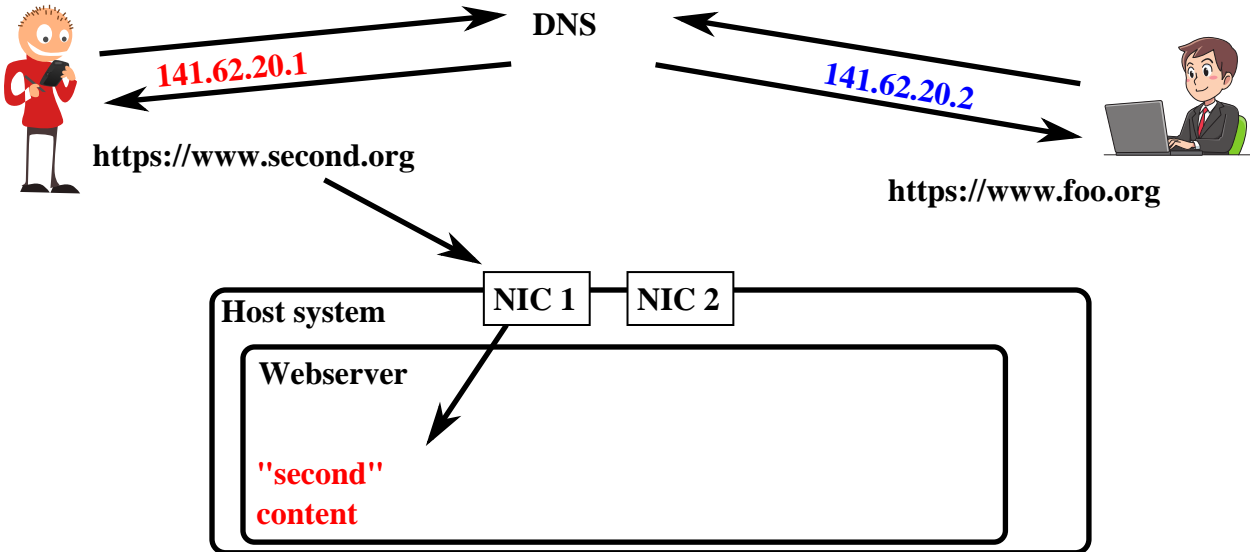 DNS
141.62.20.1
141.62.20.2
https://www.second.org
https://www.foo.org
NIC 1
NIC 2
Host system
Webserver
"second"
content